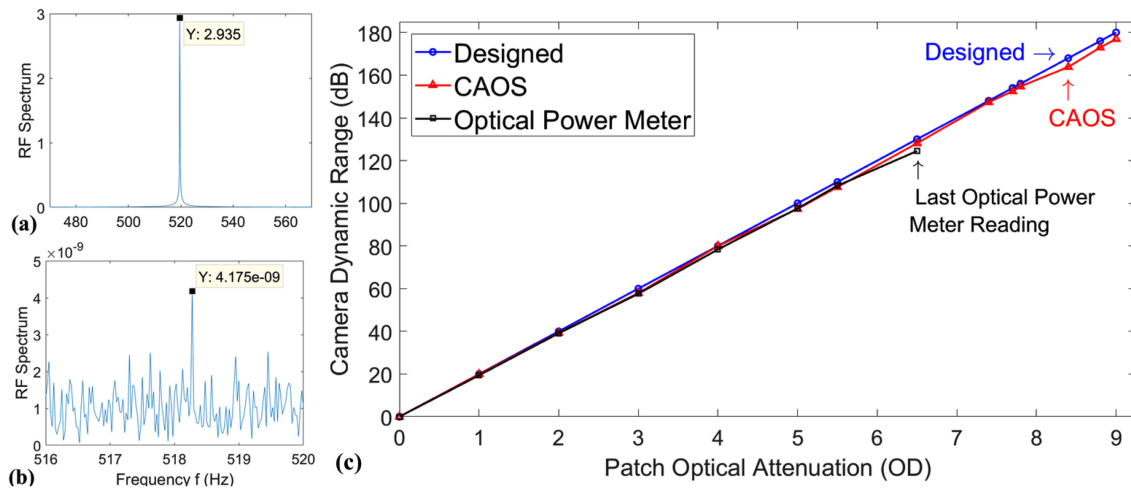 3
2
1
0
RF Spectrum
Y: 2.935
480
500
520
540
560
(a)
×10⁻⁹
5
4
3
2
1
0
RF Spectrum
Y: 4.175e-09
516
517
518
519
520
Frequency f (Hz)
(b)
180
160
140
120
100
80
60
40
20
0
Camera Dynamic Range (dB)
Designed
CAOS
Optical Power Meter
Designed →
↑
CAOS
↑
Last Optical Power
Meter Reading
0
1
2
3
4
5
6
7
8
9
Patch Optical Attenuation (OD)
(c)